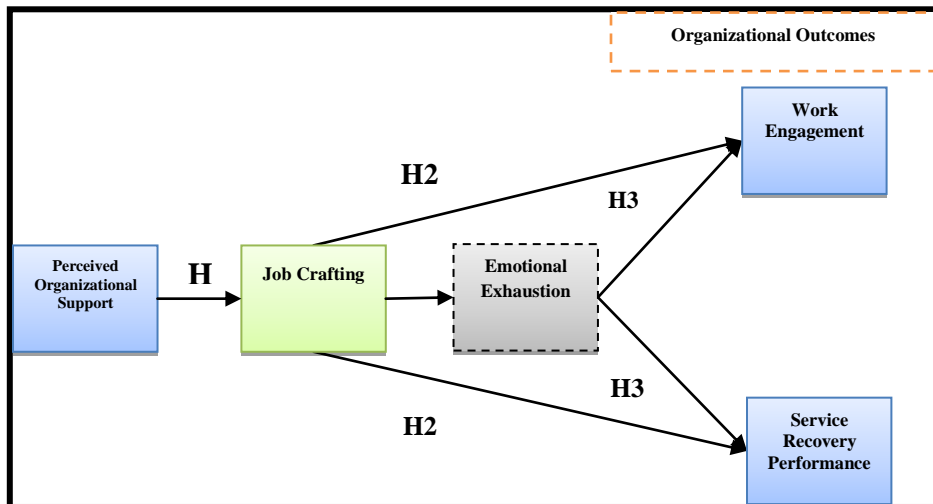 Organizational Outcomes
Work
Engagement
H2
H3
Perceived
Organizational
Support
H
Job Crafting
Emotional
Exhaustion
H3
H2
Service
Recovery
Performance